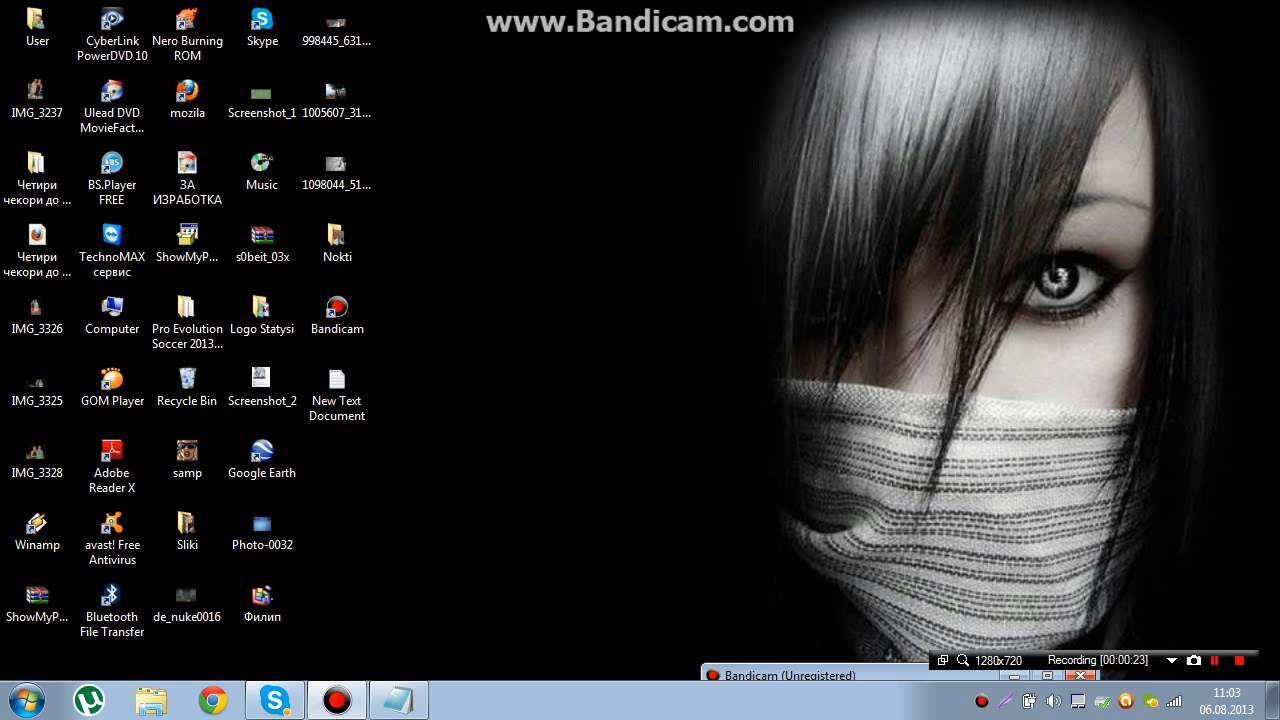 www.Bandicam.com
User
CyberLink
PowerDVD 10
Nero Burning
ROM
Skype
998445_631...
IMG_3237
Ulead DVD
MovieFact...
mozila
Screenshot_1
1005607_31...
Четири
чекори до ...
BS.Player
FREE
ЗА
ИЗРАБОТКА
Music
1098044_51...
Четири
чекори до ...
TechnoMAX
сервис
ShowMyP...
s0beit_03x
Nokti
IMG_3326
Computer
Pro Evolution
Soccer 2013...
Logo Statysi
Bandicam
IMG_3325
GOM Player
Recycle Bin
Screenshot_2
New Text
Document
IMG_3328
Adobe
Reader X
samp
Google Earth
Winamp
avast! Free
Antivirus
Sliki
Photo-0032
ShowMyP...
Bluetooth
File Transfer
de_nuke0016
Филип
1280x720
Recording [00:00:23]
Bandicam (Unregistered)
11:03
06.08.2013